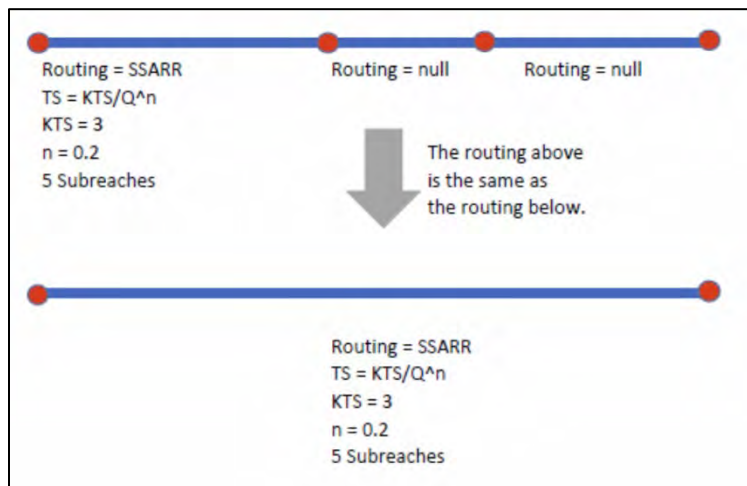 Routing = SSARR
TS = KTS/Q^n
KTS = 3
n = 0.2
5 Subreaches
Routing = null
Routing = null
The routing above
is the same as
the routing below.
Routing = SSARR
TS = KTS/Q^n
KTS = 3
n = 0.2
5 Subreaches